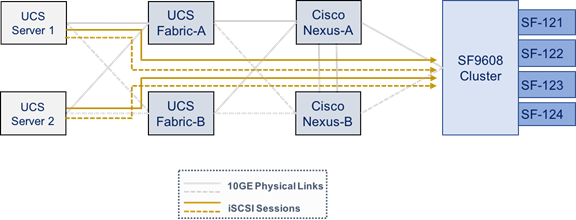 UCS
Server 1
UCS
Fabric-A
Cisco
Nexus-A
SF9608
Cluster
SF-121
SF-122
SF-123
SF-124
UCS
Server 2
UCS
Fabric-B
Cisco
Nexus-B
10GE Physical Links
iSCSI Sessions